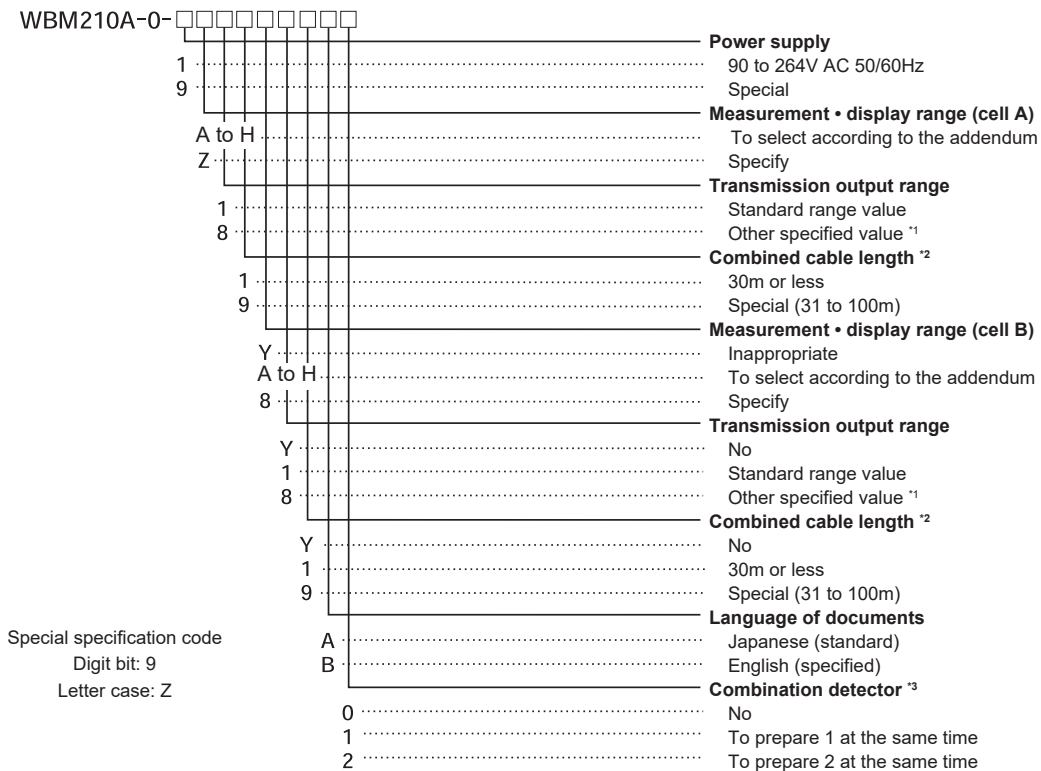 WBM210A-0-□□□□□□□□□
Power supply
1 90 to 264V AC 50/60Hz
9 Special
Measurement • display range (cell A)
A to H To select according to the addendum
Z Specify
Transmission output range
1 Standard range value
8 Other specified value *1
Combined cable length *2
1 30m or less
9 Special (31 to 100m)
Measurement • display range (cell B)
Y Inappropriate
A to H To select according to the addendum
8 Specify
Transmission output range
Y No
1 Standard range value
8 Other specified value *1
Combined cable length *2
Y No
1 30m or less
9 Special (31 to 100m)
Language of documents
A Japanese (standard)
B English (specified)
Combination detector *3
0 No
1 To prepare 1 at the same time
2 To prepare 2 at the same time
Special specification code
Digit bit: 9
Letter case: Z